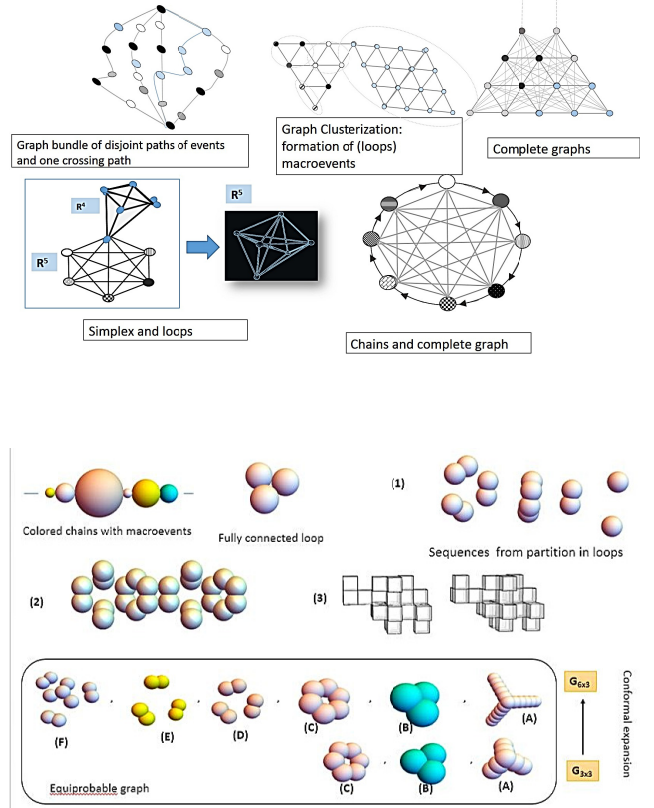 Graph bundle of disjoint paths of events
and one crossing path
Graph Clusterization:
formation of (loops)
macroevents
Complete graphs
R⁴
R⁵
R⁵
Simplex and loops
Chains and complete graph
Colored chains with macroevents
Fully connected loop
(1)
Sequences from partition in loops
(2)
(3)
(F)
(E)
(D)
(C)
(B)
(A)
G6x3
Conformal expansion
(C)
(B)
(A)
G3x3
Equiprobable graph